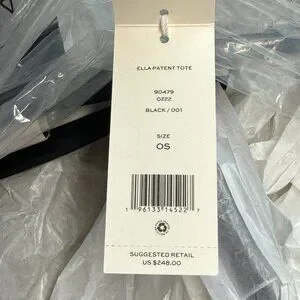 ELLA PATENT TOTE
90479
0222
BLACK / 001
SIZE
OS
1 96133 14522 7
SUGGESTED RETAIL
US $248.00